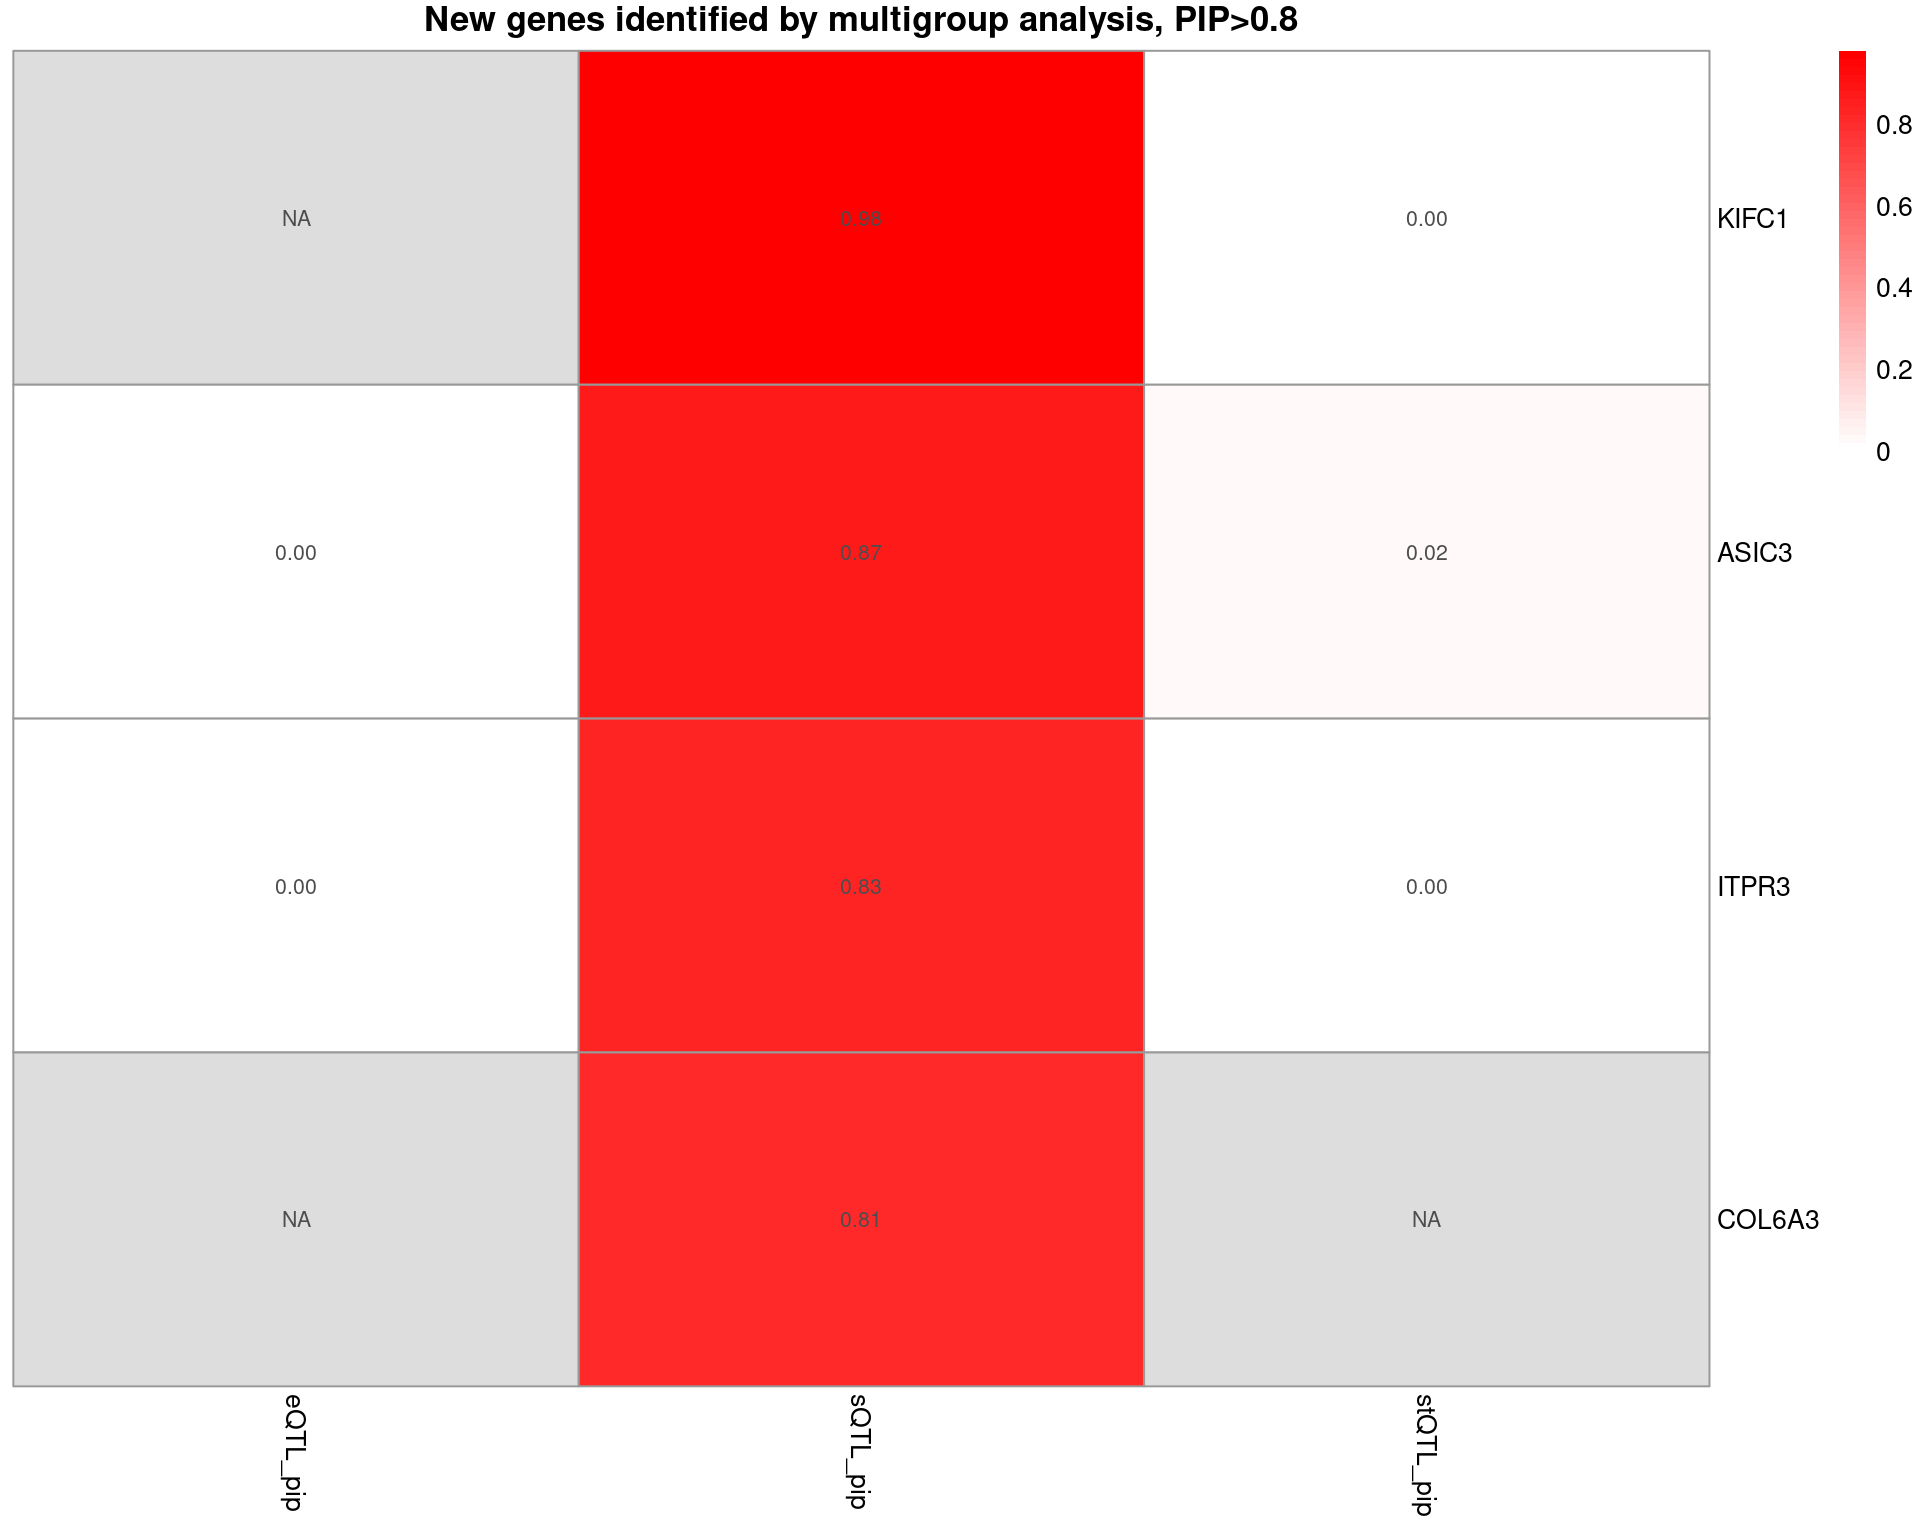 New genes identified by multigroup analysis, PIP>0.8
NA 0.98 0.00 KIFC1
0.00 0.87 0.02 ASIC3
0.00 0.83 0.00 ITPR3
NA 0.81 NA COL6A3
eQTL_pip sQTL_pip stQTL_pip
0.8
0.6
0.4
0.2
0